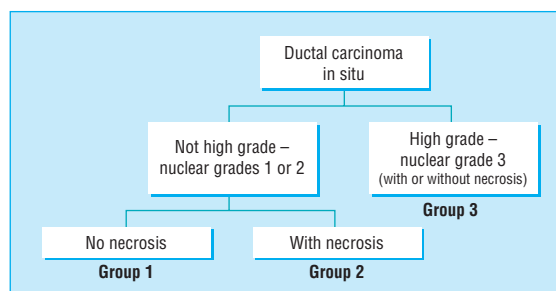 Ductal carcinoma
in situ
Not high grade –
nuclear grades 1 or 2
High grade –
nuclear grade 3
(with or without necrosis)
Group 3
No necrosis
Group 1
With necrosis
Group 2